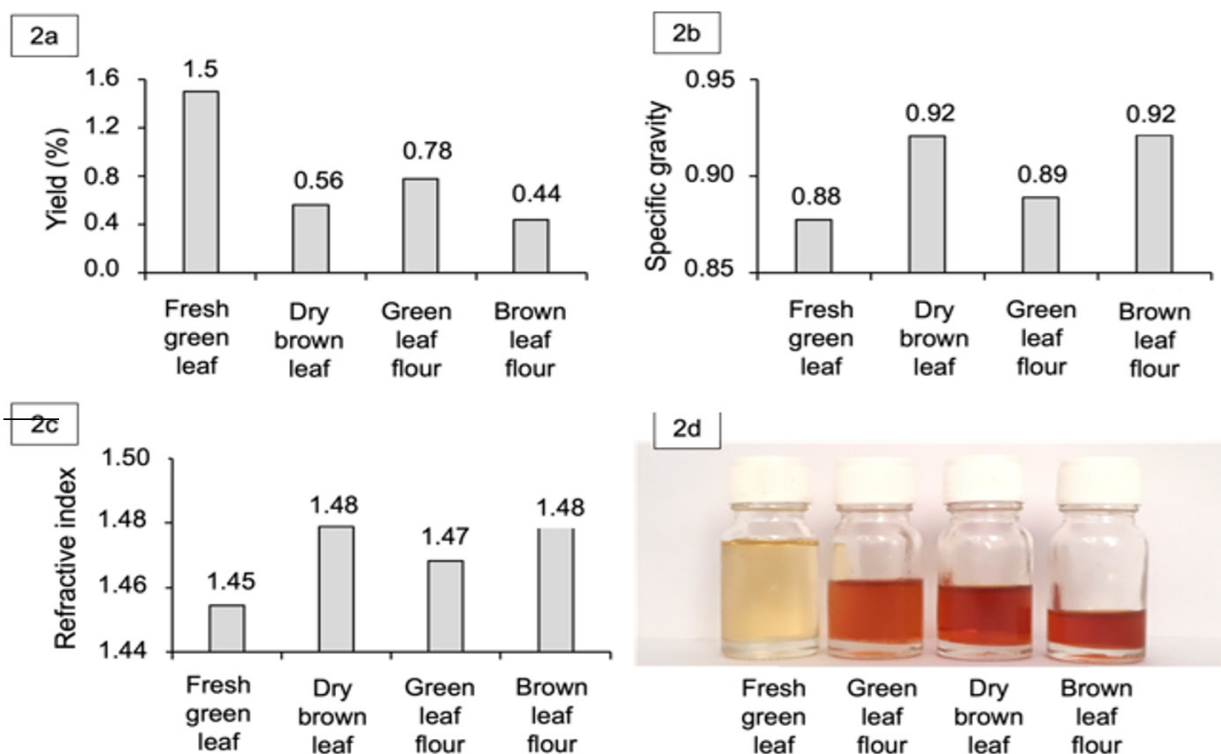 2a
Yield (%)
1.6
1.2
0.8
0.4
0.0
1.5
0.56
0.78
0.44
Fresh
green
leaf
Dry
brown
leaf
Green
leaf
flour
Brown
leaf
flour
2b
Specific gravity
0.95
0.90
0.85
0.88
0.92
0.89
0.92
Fresh
green
leaf
Dry
brown
leaf
Green
leaf
flour
Brown
leaf
flour
2c
Refractive index
1.50
1.48
1.46
1.44
1.45
1.48
1.47
1.48
Fresh
green
leaf
Dry
brown
leaf
Green
leaf
flour
Brown
leaf
flour
2d
Fresh
green
leaf
Green
leaf
flour
Dry
brown
leaf
Brown
leaf
flour